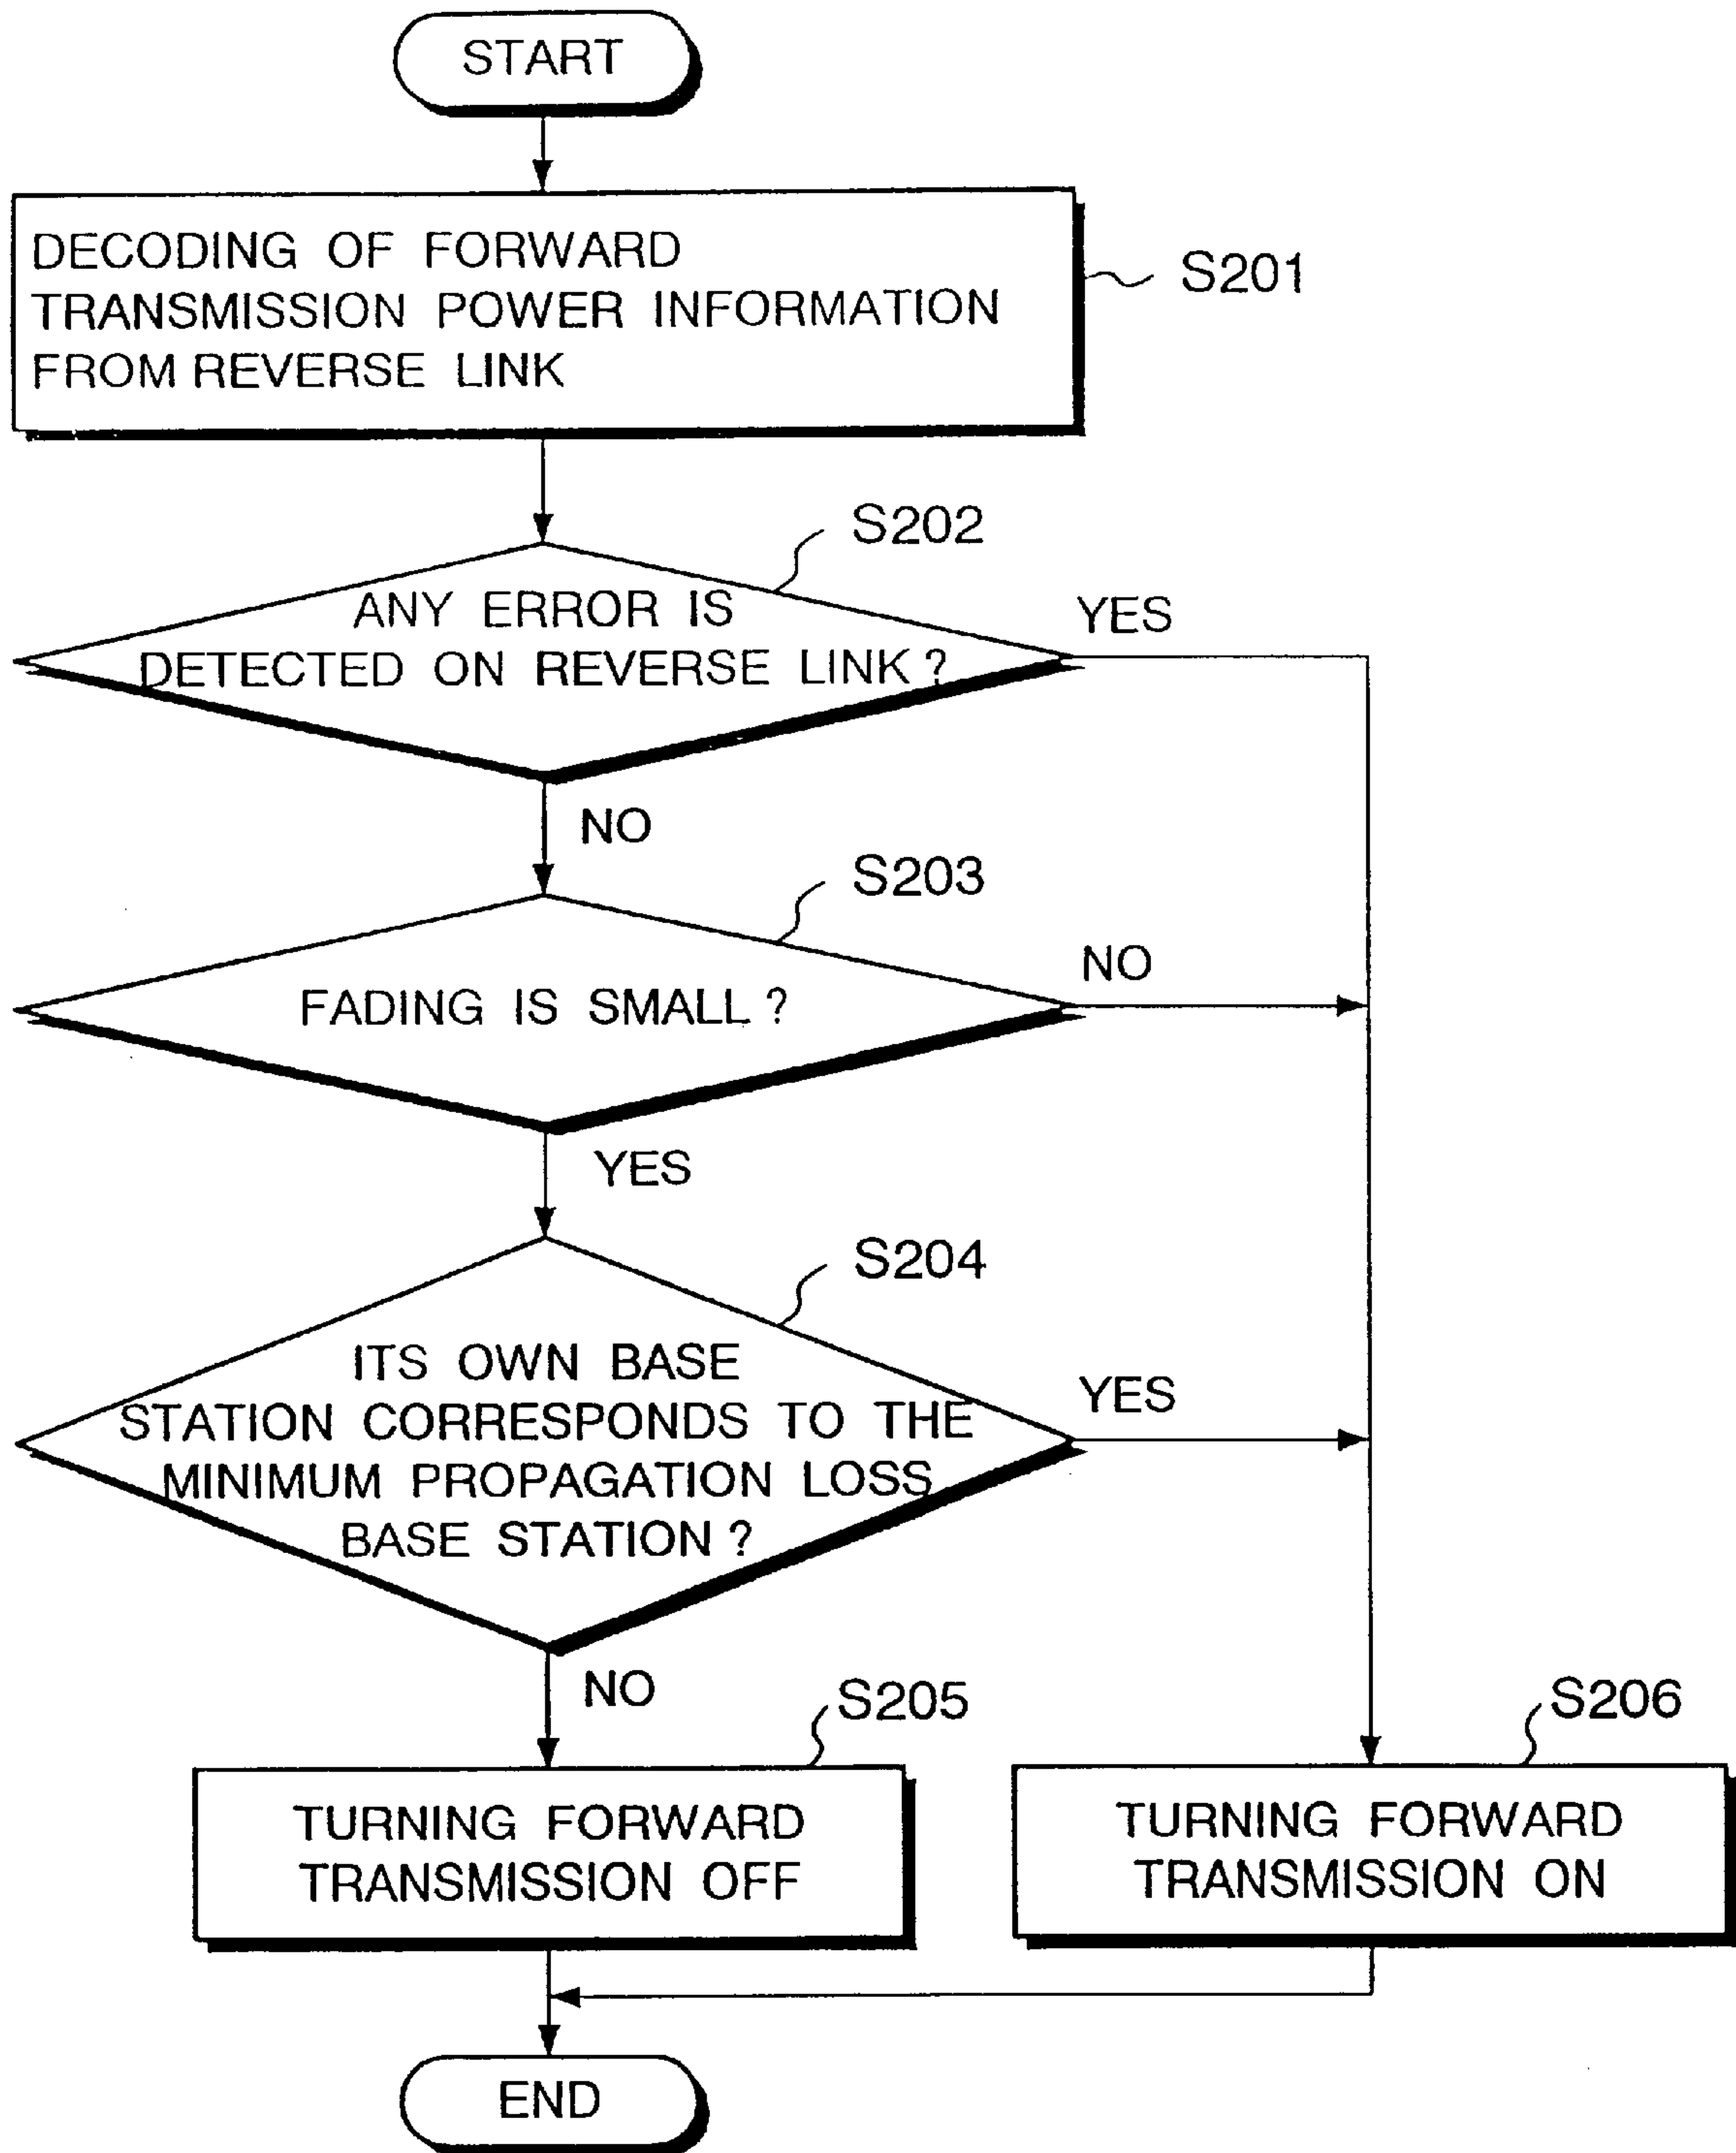 START
DECODING OF FORWARD
TRANSMISSION POWER INFORMATION
FROM REVERSE LINK
S201
S202
ANY ERROR IS
DETECTED ON REVERSE LINK ?
YES
NO
S203
FADING IS SMALL ?
NO
YES
S204
ITS OWN BASE
STATION CORRESPONDS TO THE
MINIMUM PROPAGATION LOSS
BASE STATION ?
YES
NO
S205
TURNING FORWARD
TRANSMISSION OFF
S206
TURNING FORWARD
TRANSMISSION ON
END